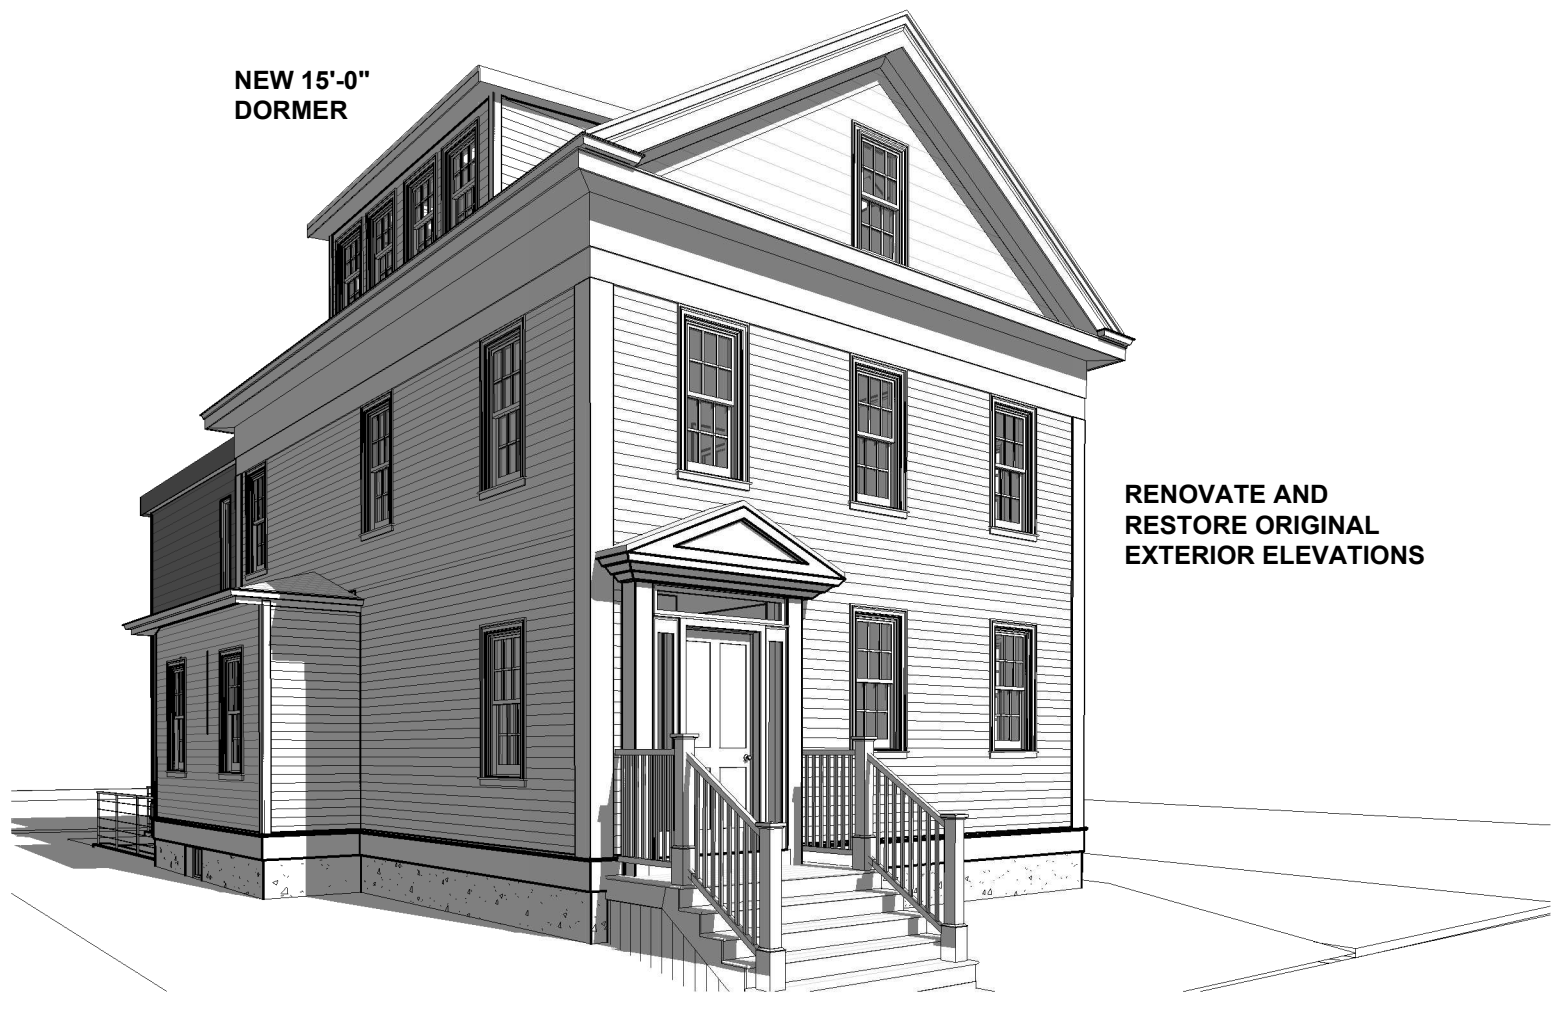 NEW 15'-0"
DORMER
RENOVATE AND
RESTORE ORIGINAL
EXTERIOR ELEVATIONS